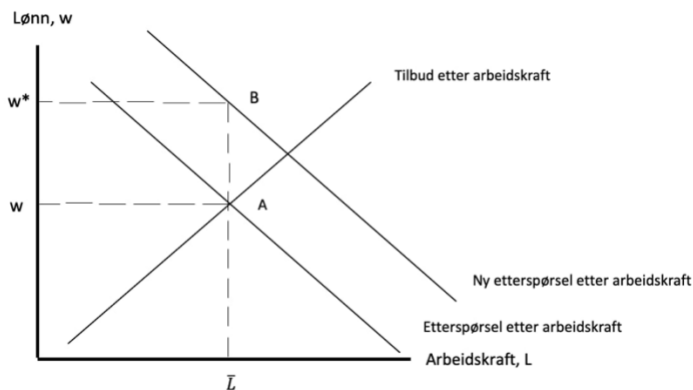 Lønn, w
Tilbud etter arbeidskraft
w*
B
w
A
Ny etterspørsel etter arbeidskraft
Etterspørsel etter arbeidskraft
Arbeidskraft, L
L̅